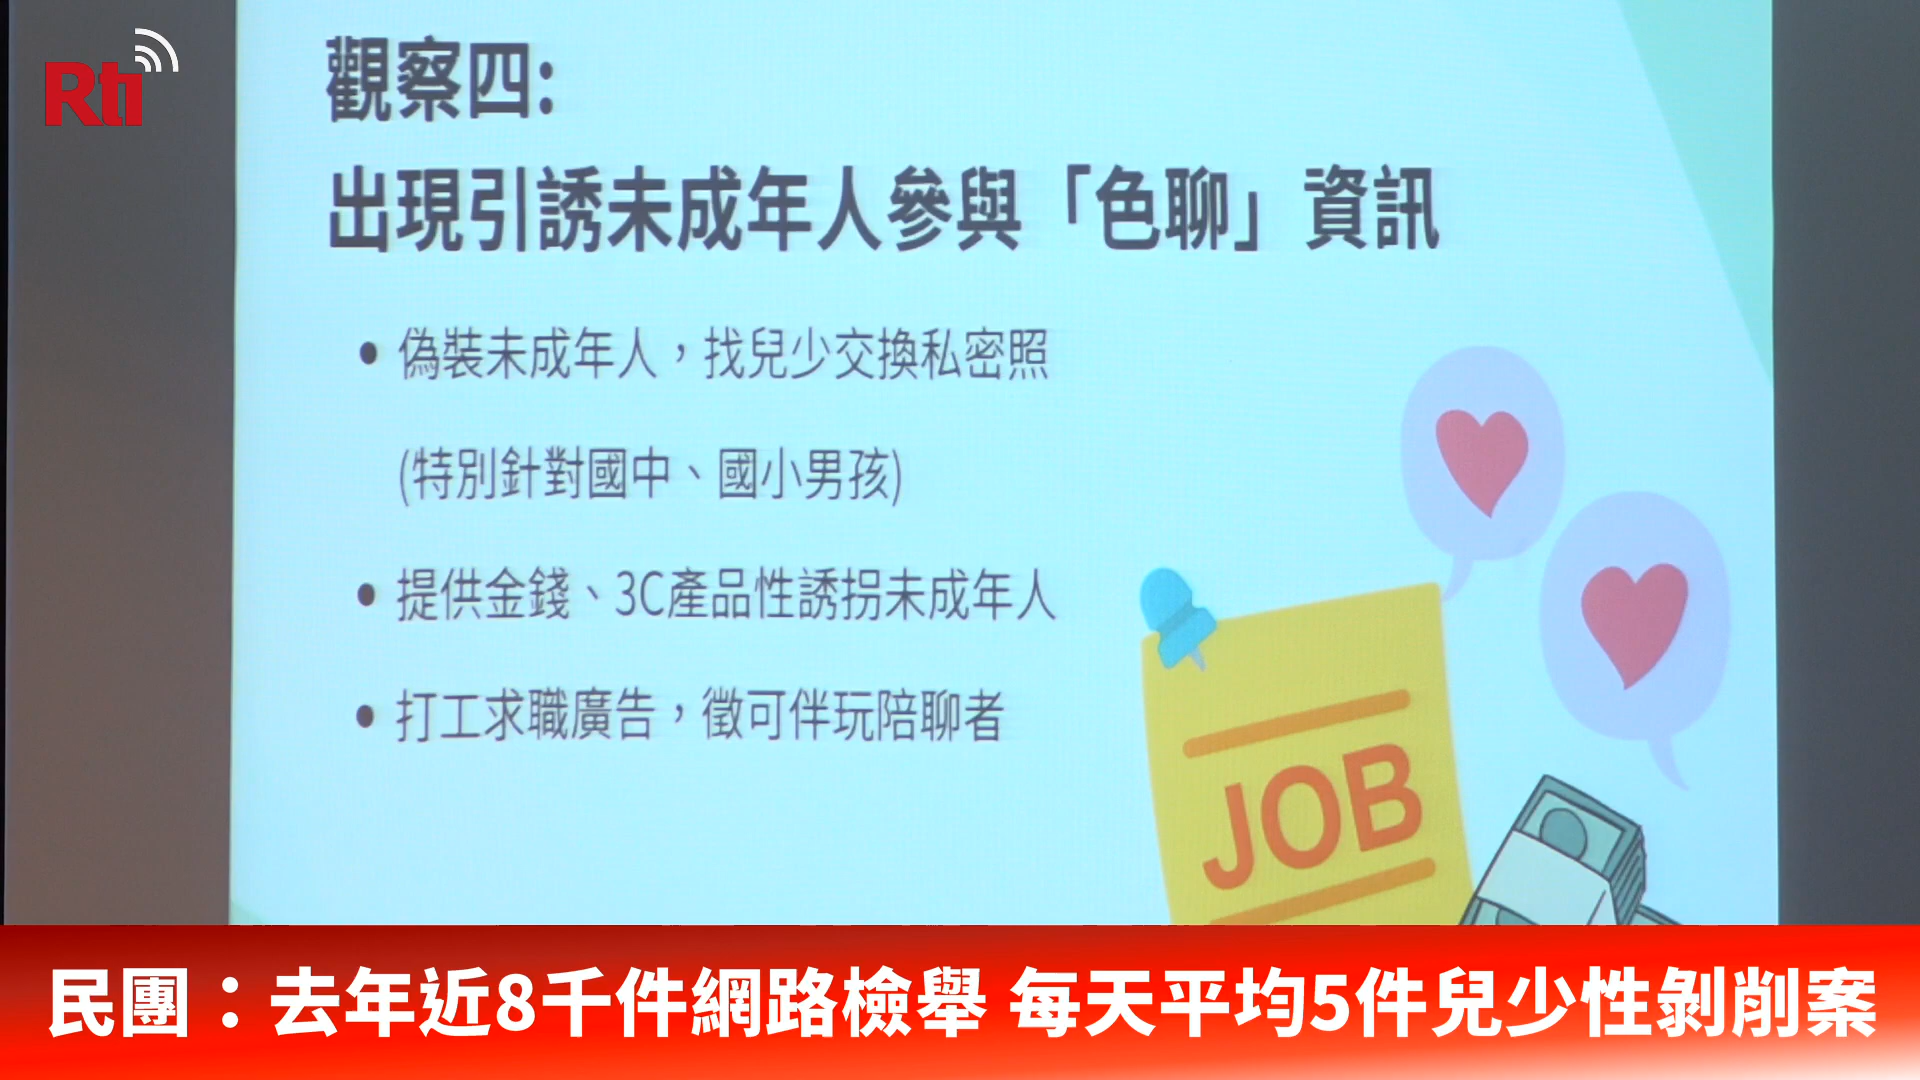 Rti
觀察四:
出現引誘未成年人參與「色聊」資訊
• 偽裝未成年人，找兒少交換私密照
(特別針對國中、國小男孩)
• 提供金錢、3C產品性誘拐未成年人
• 打工求職廣告，徵可伴玩陪聊者
JOB
民團：去年近8千件網路檢舉 每天平均5件兒少性剝削案